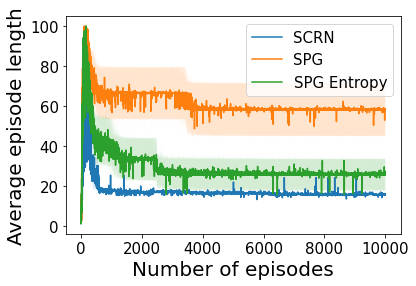 Average episode length
100
80
60
40
20
0
SCRN
SPG
SPG Entropy
0 2000 4000 6000 8000 10000
Number of episodes